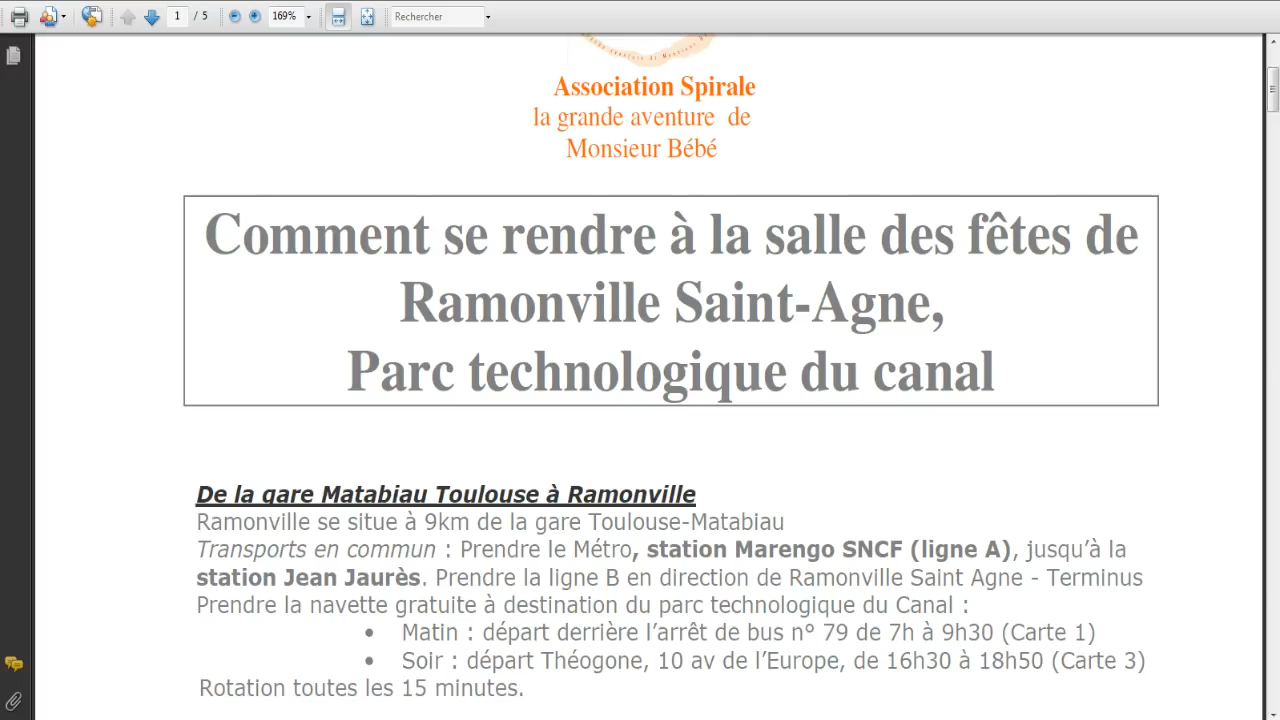 1 / 5 169% Rechercher
Association Spirale
la grande aventure de
Monsieur Bébé
Comment se rendre à la salle des fêtes de
Ramonville Saint-Agne,
Parc technologique du canal
De la gare Matabiau Toulouse à Ramonville
Ramonville se situe à 9km de la gare Toulouse-Matabiau
Transports en commun : Prendre le Métro, station Marengo SNCF (ligne A), jusqu’à la
station Jean Jaurès. Prendre la ligne B en direction de Ramonville Saint Agne - Terminus
Prendre la navette gratuite à destination du parc technologique du Canal :
• Matin : départ derrière l’arrêt de bus n° 79 de 7h à 9h30 (Carte 1)
• Soir : départ Théogone, 10 av de l’Europe, de 16h30 à 18h50 (Carte 3)
Rotation toutes les 15 minutes.